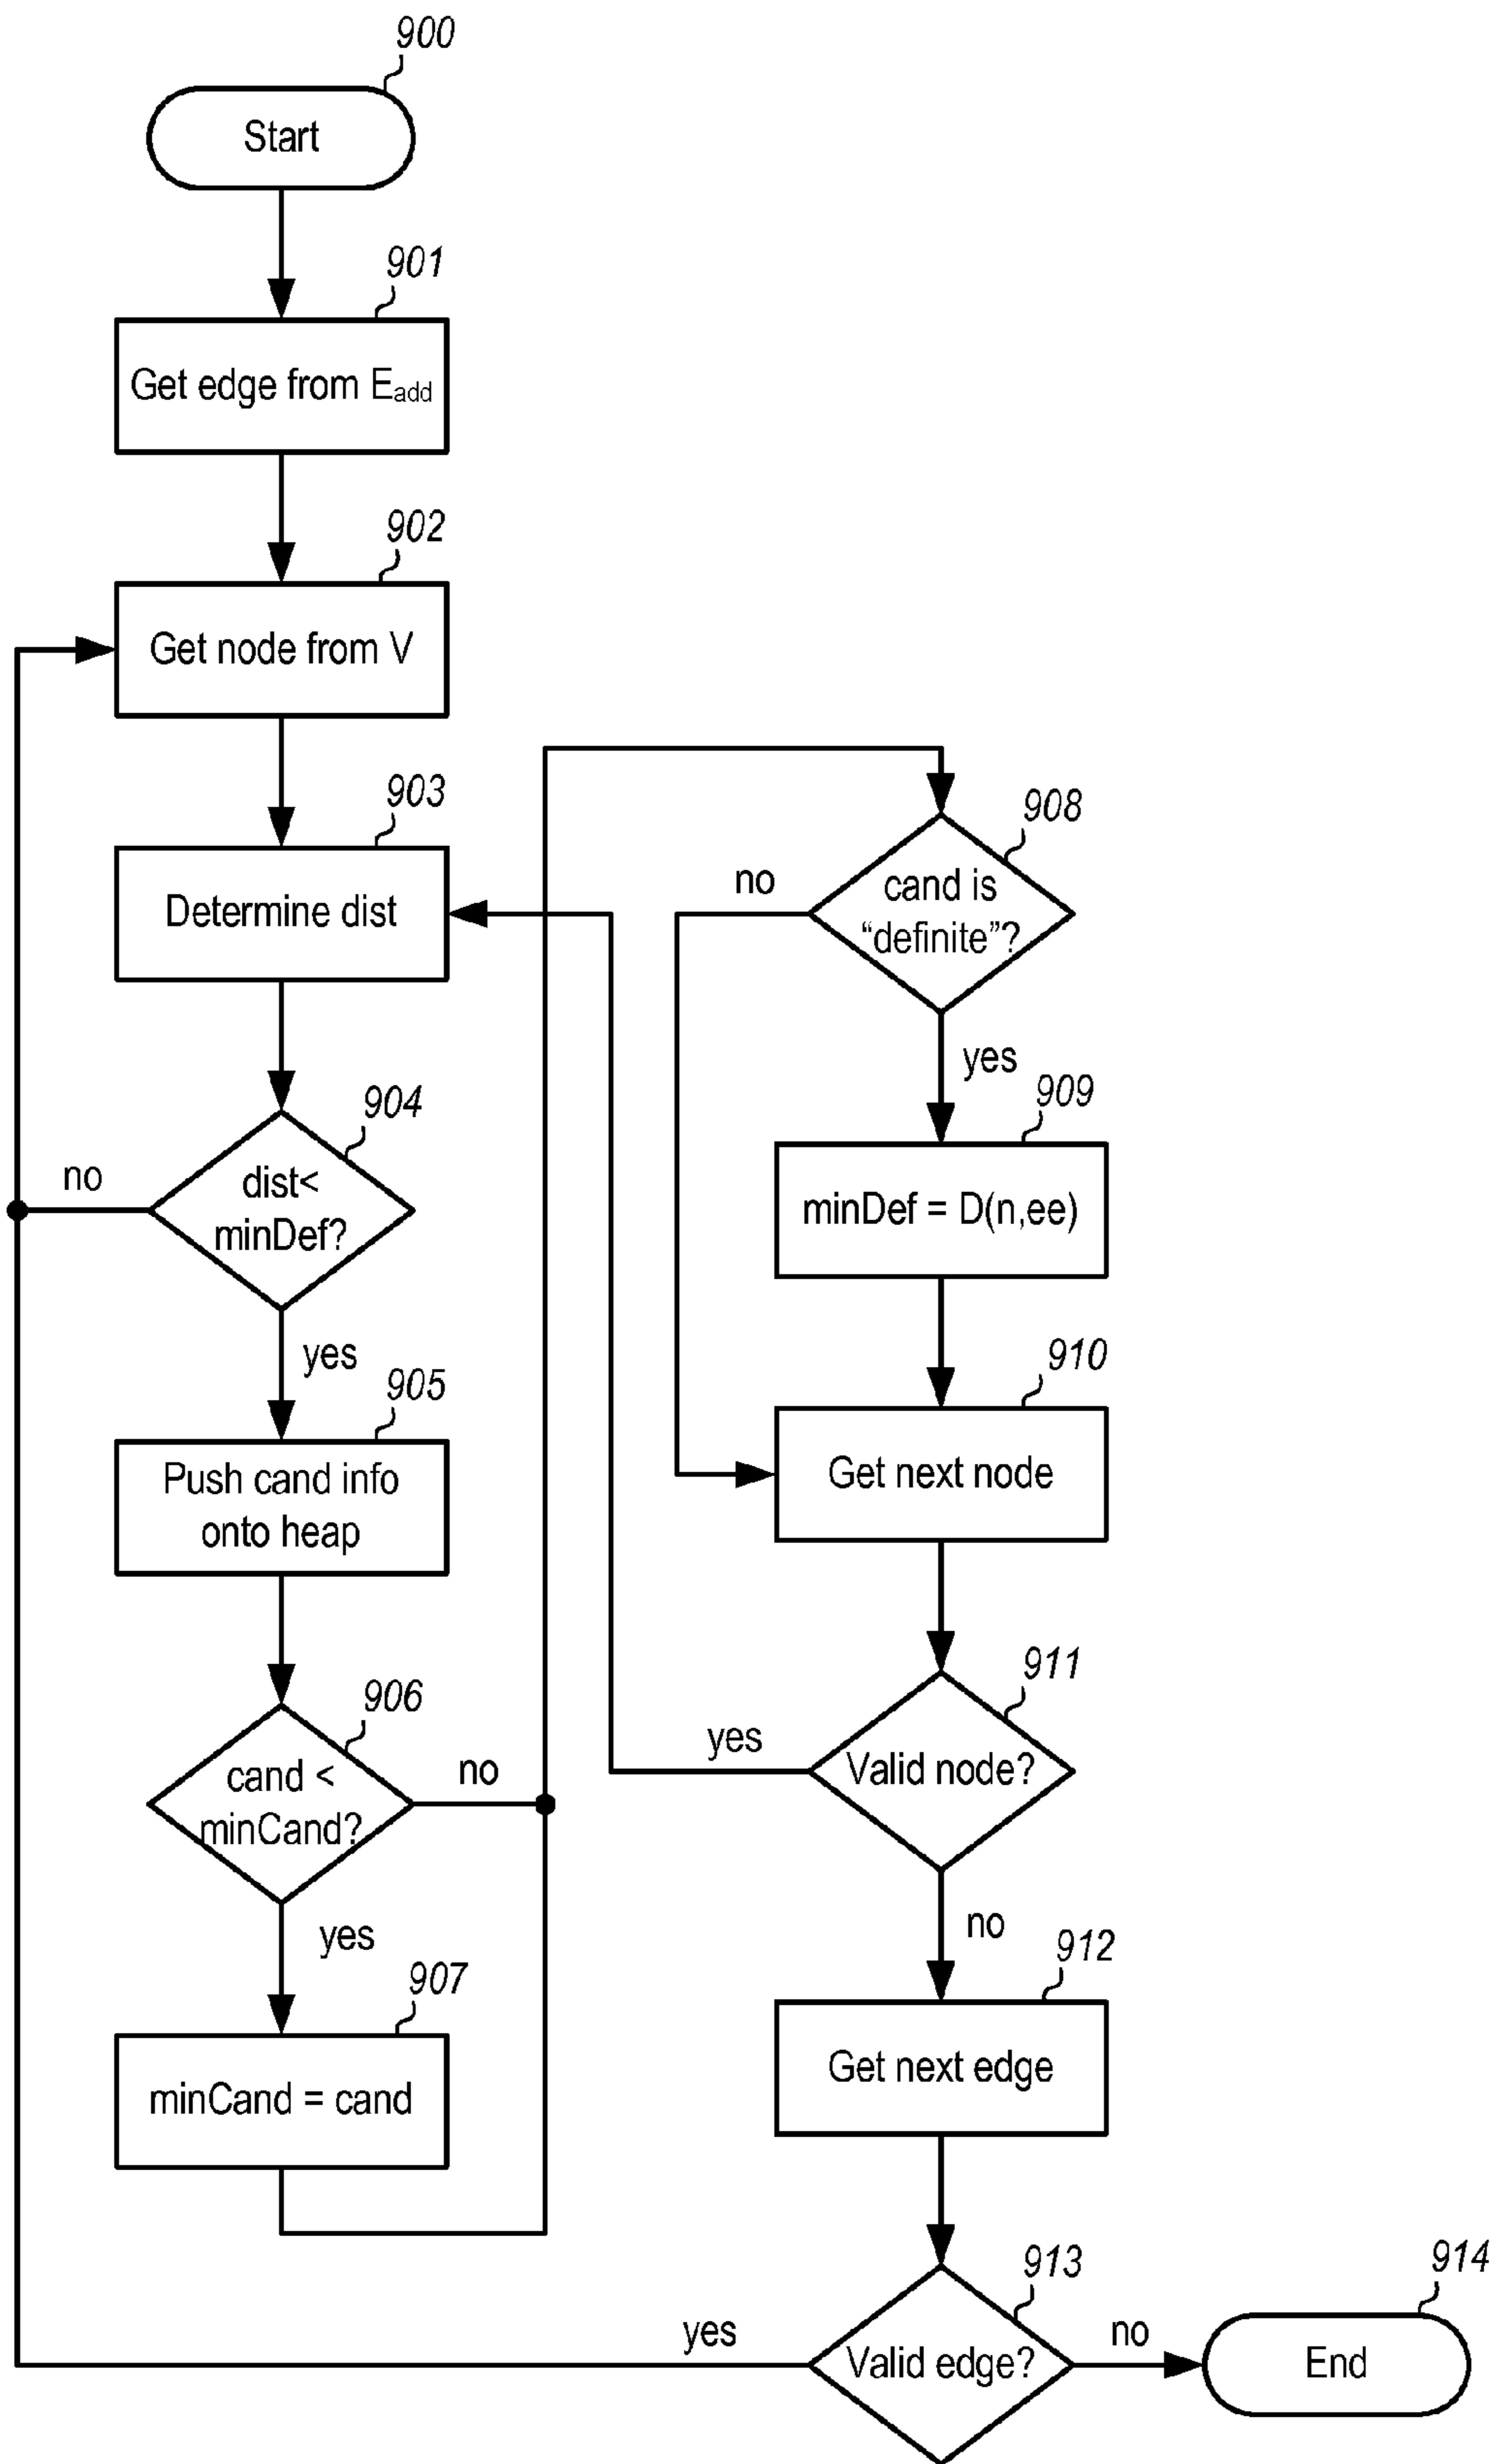 900
Start
901
Get edge from Eadd
902
Get node from V
903
Determine dist
904
dist<
minDef?
no
yes
905
Push cand info
onto heap
906
cand <
minCand?
no
yes
907
minCand = cand
908
cand is
“definite”?
no
yes
909
minDef = D(n,ee)
910
Get next node
911
Valid node?
yes
no
912
Get next edge
913
Valid edge?
yes
no
914
End